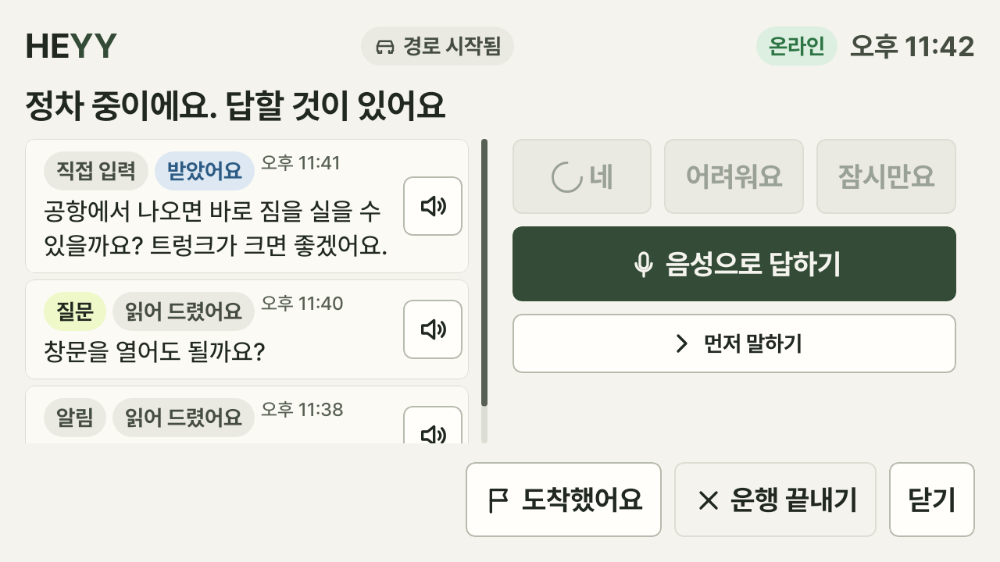 HEYY
경로 시작됨
온라인
오후 11:42
정차 중이에요. 답할 것이 있어요
직접 입력 받았어요 오후 11:41
공항에서 나오면 바로 짐을 실을 수
있을까요? 트렁크가 크면 좋겠어요.
질문 읽어 드렸어요 오후 11:40
창문을 열어도 될까요?
알림 읽어 드렸어요 오후 11:38
네
어려워요
잠시만요
음성으로 답하기
먼저 말하기
도착했어요
운행 끝내기
닫기